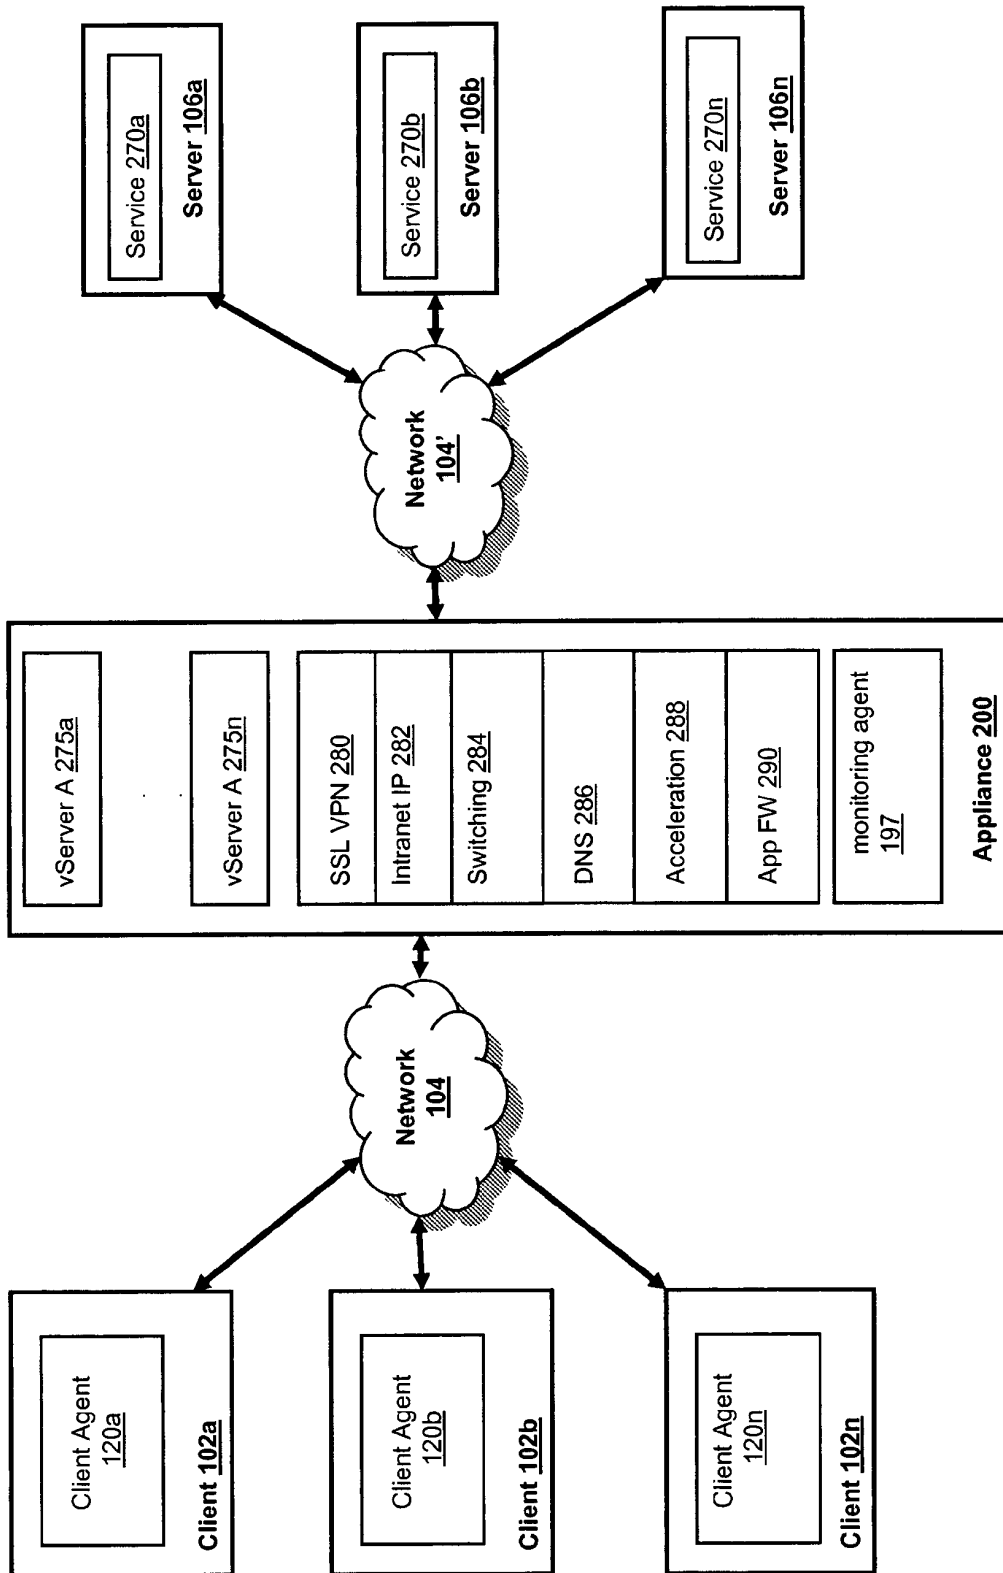 Client Agent
120a
Client 102a
Client Agent
120b
Client 102b
Client Agent
120n
Client 102n
Network
104
vServer A 275a
vServer A 275n
SSL VPN 280
Intranet IP 282
Switching 284
DNS 286
Acceleration 288
App FW 290
monitoring agent
197
Appliance 200
Network
104'
Service 270a
Server 106a
Service 270b
Server 106b
Service 270n
Server 106n